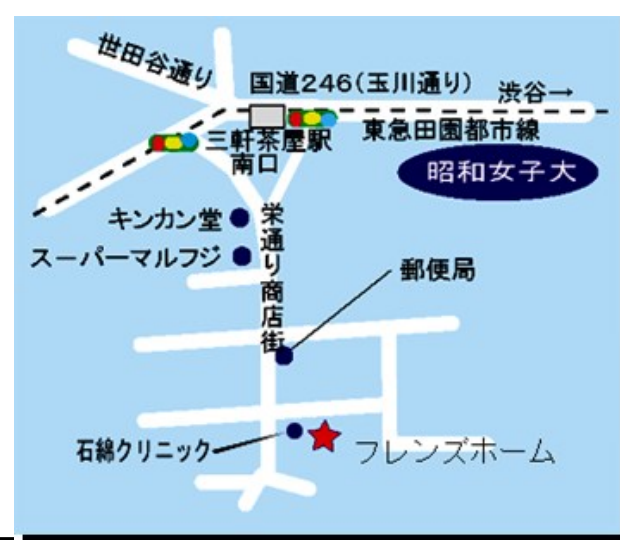 世田谷通り
国道246(玉川通り)
渋谷→
東急田園都市線
三軒茶屋駅
南口
昭和女子大
キンカン堂
栄通り商店街
スーパーマルフジ
郵便局
石綿クリニック
フレンズホーム